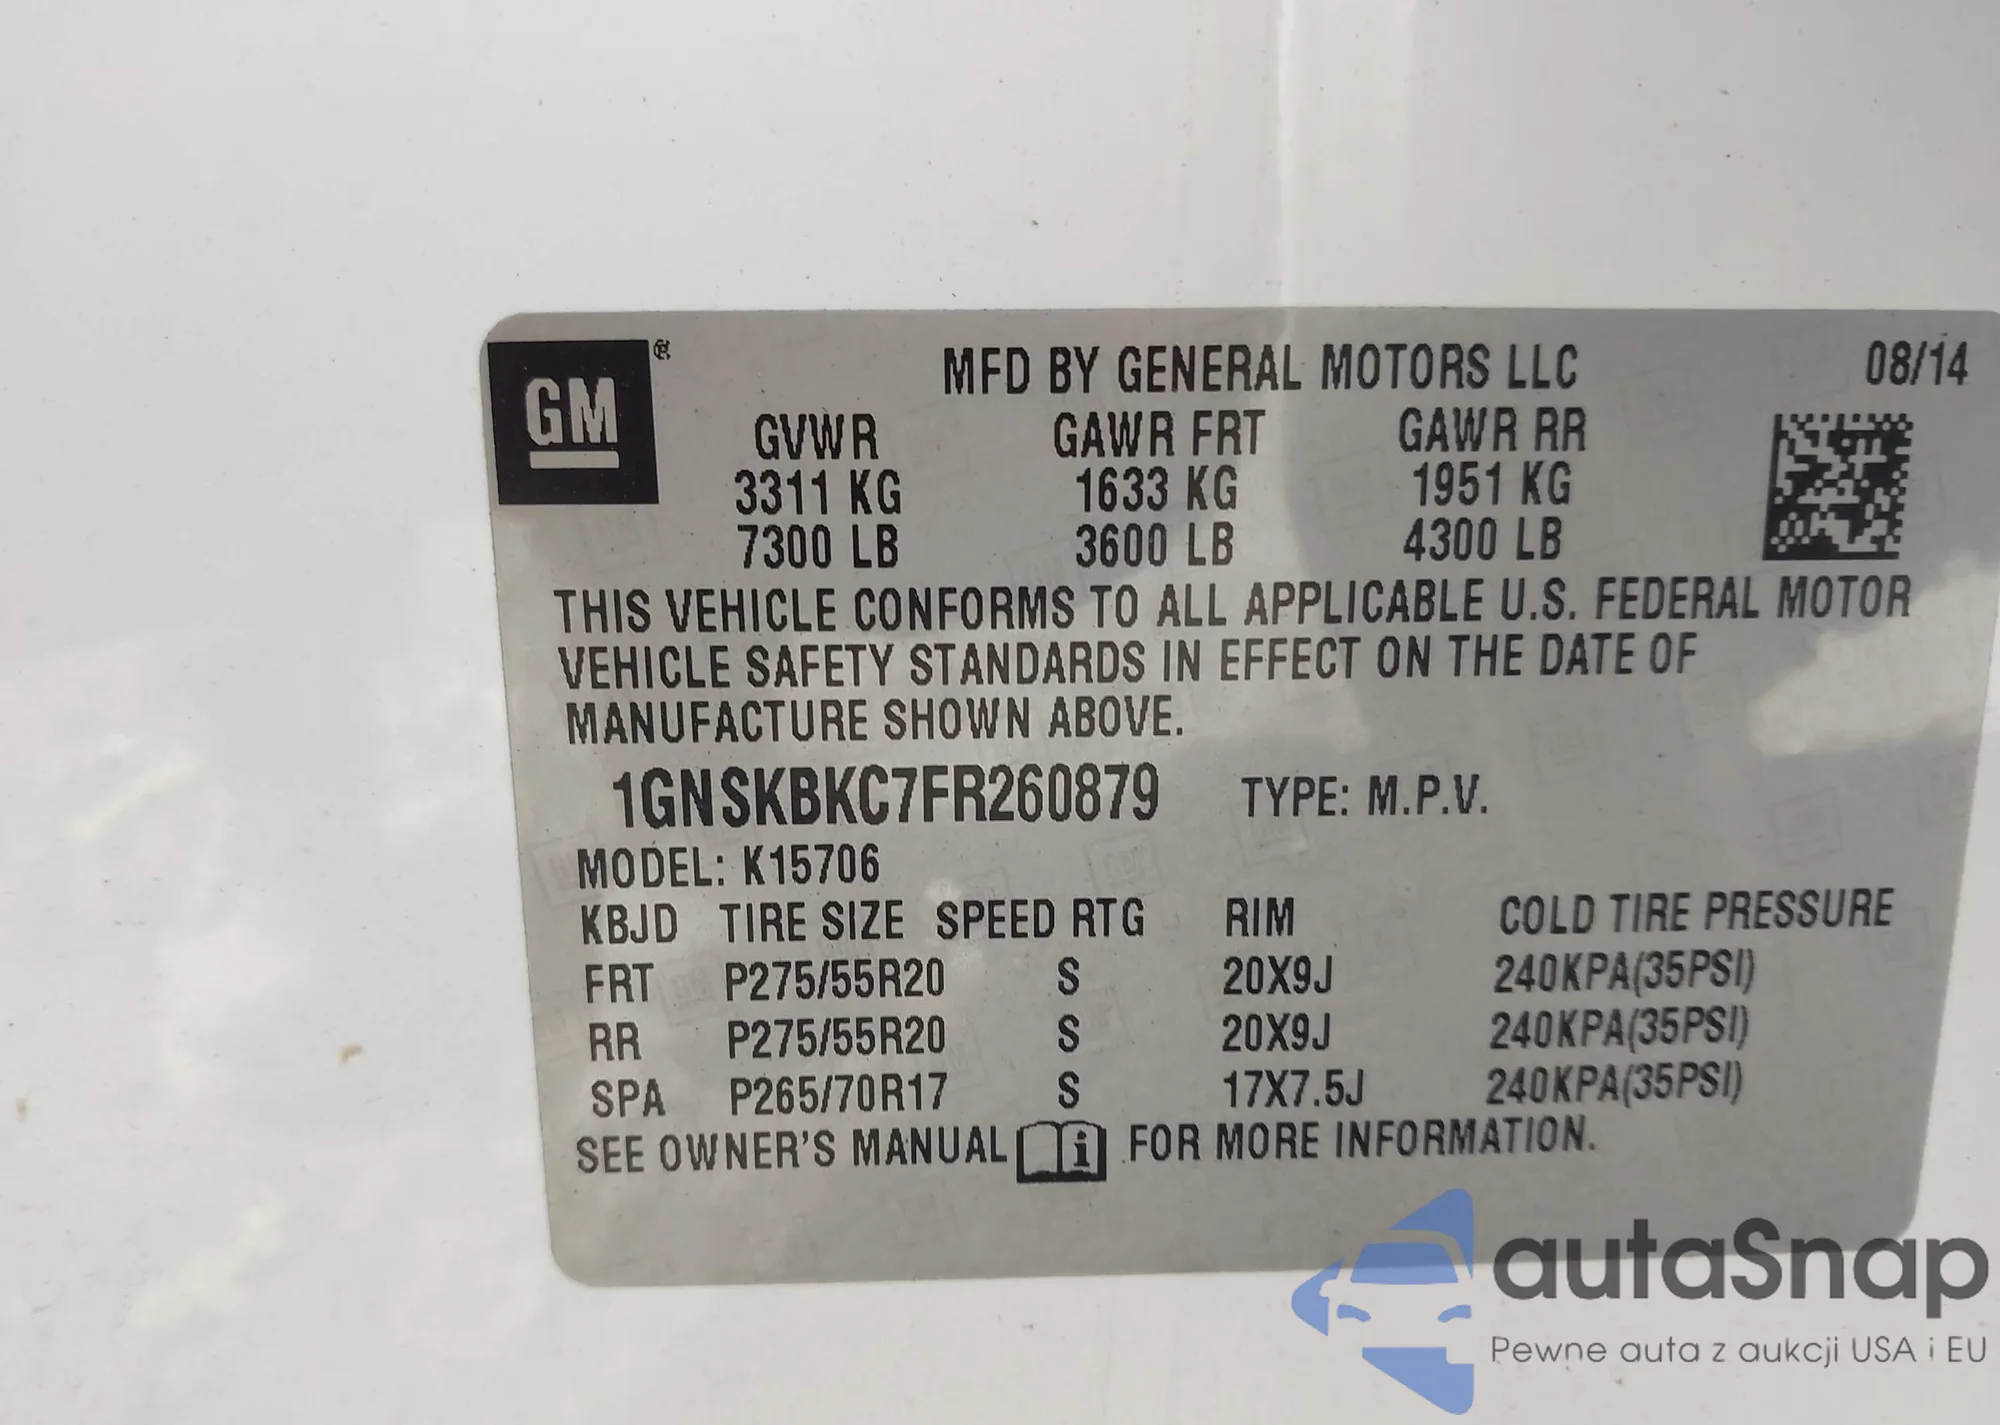 GM®
MFD BY GENERAL MOTORS LLC 08/14
GVWR GAWR FRT GAWR RR
3311 KG 1633 KG 1951 KG
7300 LB 3600 LB 4300 LB
THIS VEHICLE CONFORMS TO ALL APPLICABLE U.S. FEDERAL MOTOR
VEHICLE SAFETY STANDARDS IN EFFECT ON THE DATE OF
MANUFACTURE SHOWN ABOVE.
1GNSKBKC7FR260879 TYPE: M.P.V.
MODEL: K15706
KBJD TIRE SIZE SPEED RTG RIM COLD TIRE PRESSURE
FRT P275/55R20 S 20X9J 240KPA(35PSI)
RR P275/55R20 S 20X9J 240KPA(35PSI)
SPA P265/70R17 S 17X7.5J 240KPA(35PSI)
SEE OWNER'S MANUAL i FOR MORE INFORMATION.
autaSnap
Pewne auta z aukcji USA i EU